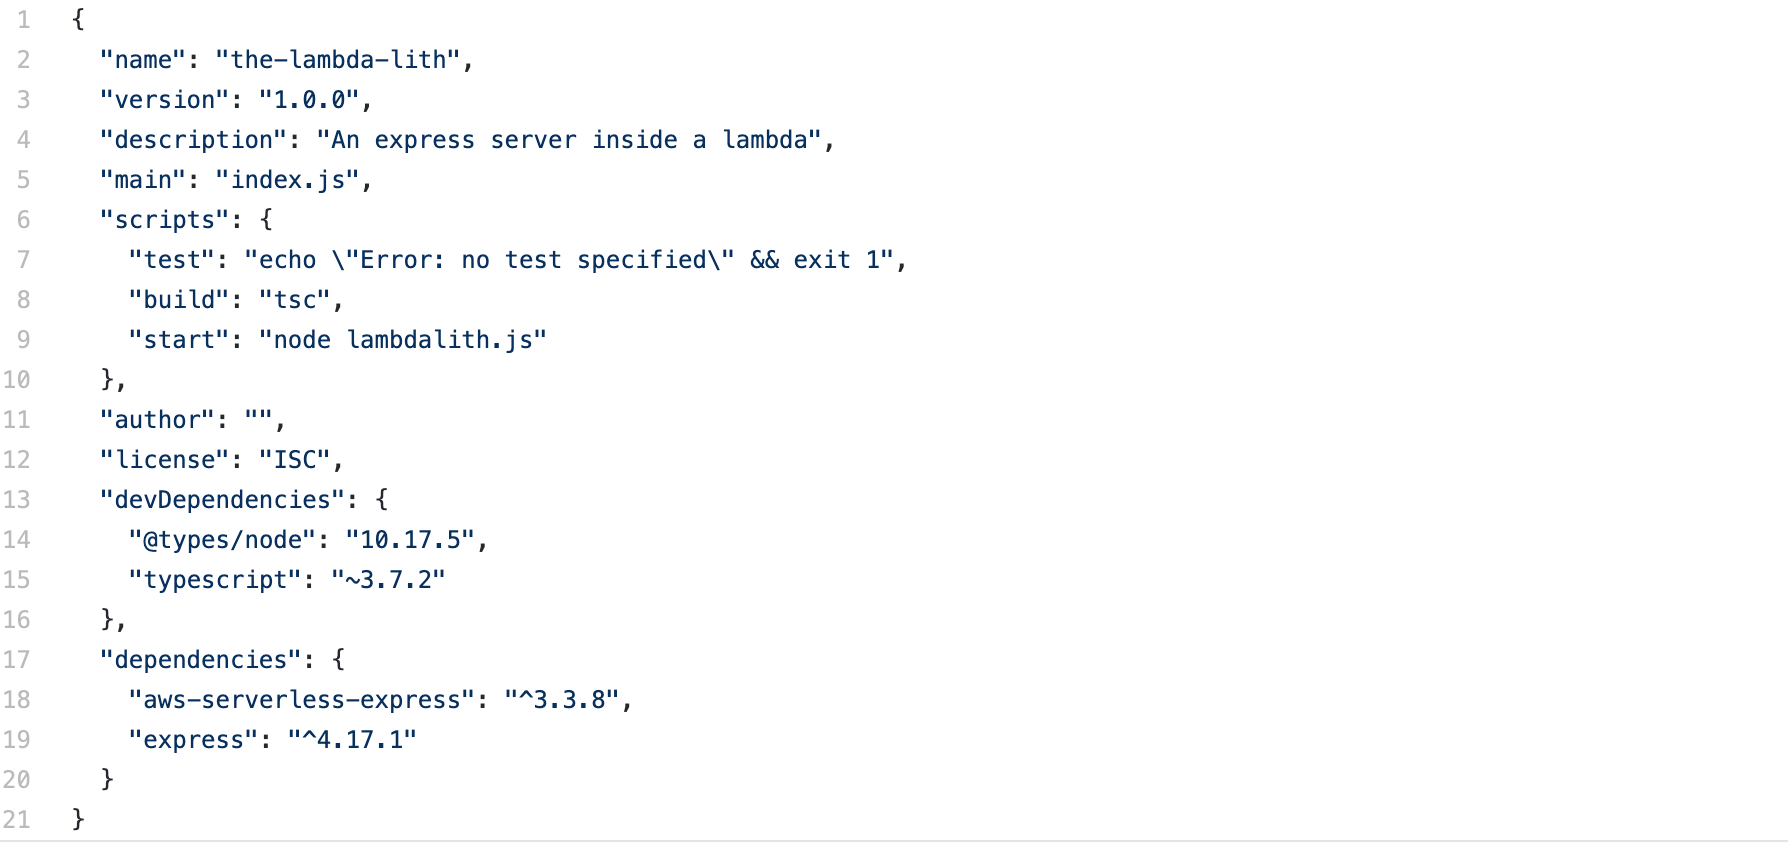 1 {
2   "name": "the-lambda-lith",
3   "version": "1.0.0",
4   "description": "An express server inside a lambda",
5   "main": "index.js",
6   "scripts": {
7     "test": "echo \"Error: no test specified\" && exit 1",
8     "build": "tsc",
9     "start": "node lambdalith.js"
10   },
11   "author": "",
12   "license": "ISC",
13   "devDependencies": {
14     "@types/node": "10.17.5",
15     "typescript": "~3.7.2"
16   },
17   "dependencies": {
18     "aws-serverless-express": "^3.3.8",
19     "express": "^4.17.1"
20   }
21 }